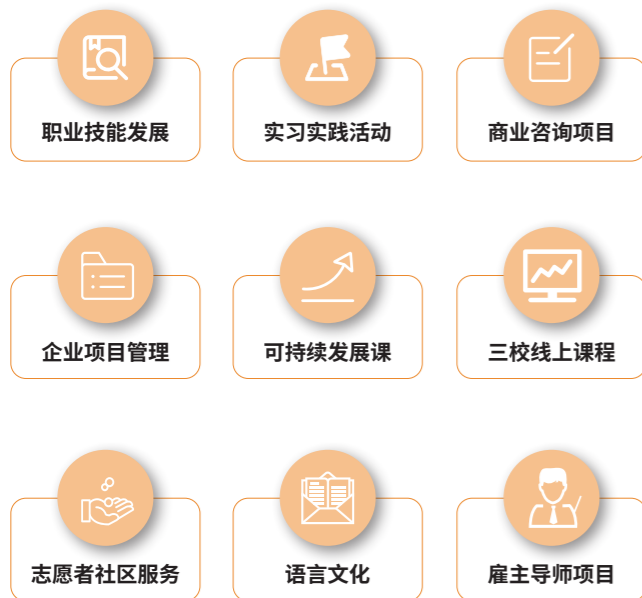 职业技能发展
实习实践活动
商业咨询项目
企业项目管理
可持续发展课
三校线上课程
志愿者社区服务
语言文化
雇主导师项目